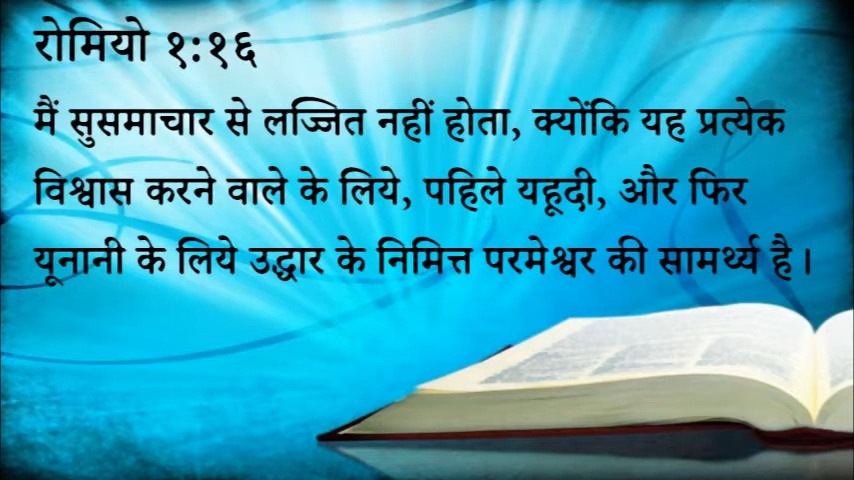 रोमियो १:१६
मैं सुसमाचार से लज्जित नहीं होता, क्योंकि यह प्रत्येक
विश्वास करने वाले के लिये, पहिले यहूदी, और फिर
यूनानी के लिये उद्धार के निमित्त परमेश्वर की सामर्थ्य है।